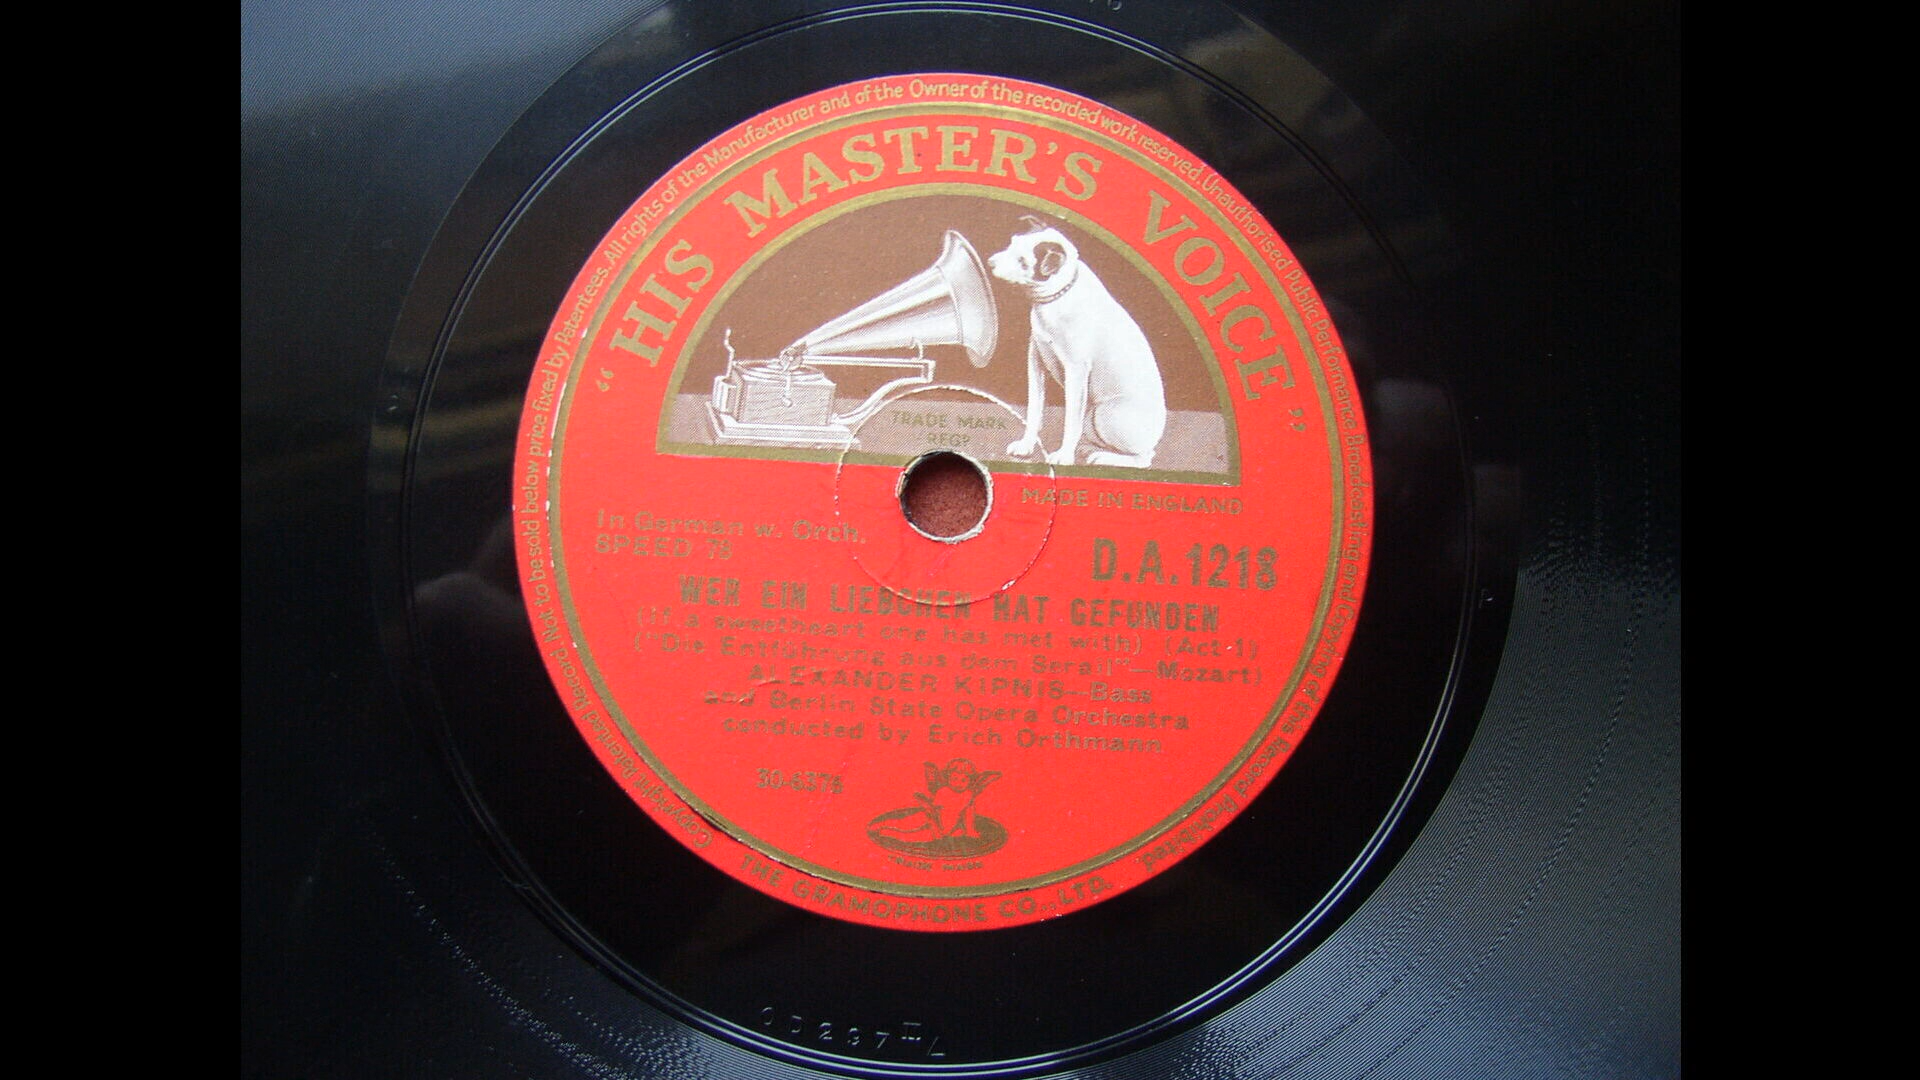 Copyright Patented Record. Not to be sold below price fixed by Patentees. All rights of the Manufacturer and of the Owner of the recorded work reserved. Unauthorised Public Performance Broadcasting and Copying of this Record Prohibited
"HIS MASTER'S VOICE"
TRADE MARK
REGD
MADE IN ENGLAND
In German w. Orch.
SPEED 78
D.A.1218
WER EIN LIEBCHEN HAT GEFUNDEN
(If a sweetheart one has met with) (Act 1)
("Die Entführung aus dem Serail"—Mozart)
ALEXANDER KIPNIS—Bass
and Berlin State Opera Orchestra
conducted by Erich Orthmann
THE GRAMOPHONE CO., LTD.